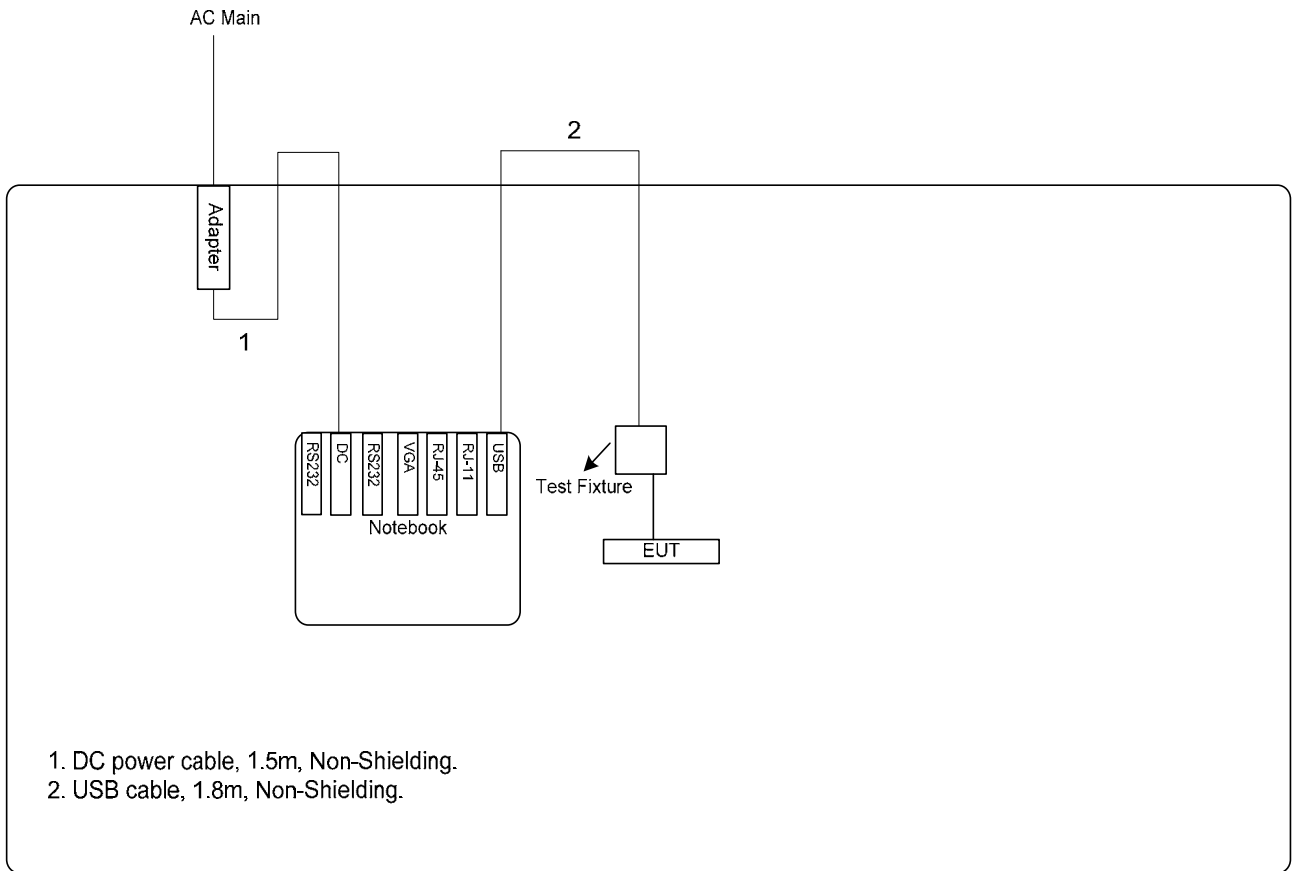 AC Main
2
Adapter
1
RS232
DC
RS232
VGA
RJ-45
RJ-11
USB
Notebook
Test Fixture
EUT
1. DC power cable, 1.5m, Non-Shielding.
2. USB cable, 1.8m, Non-Shielding.